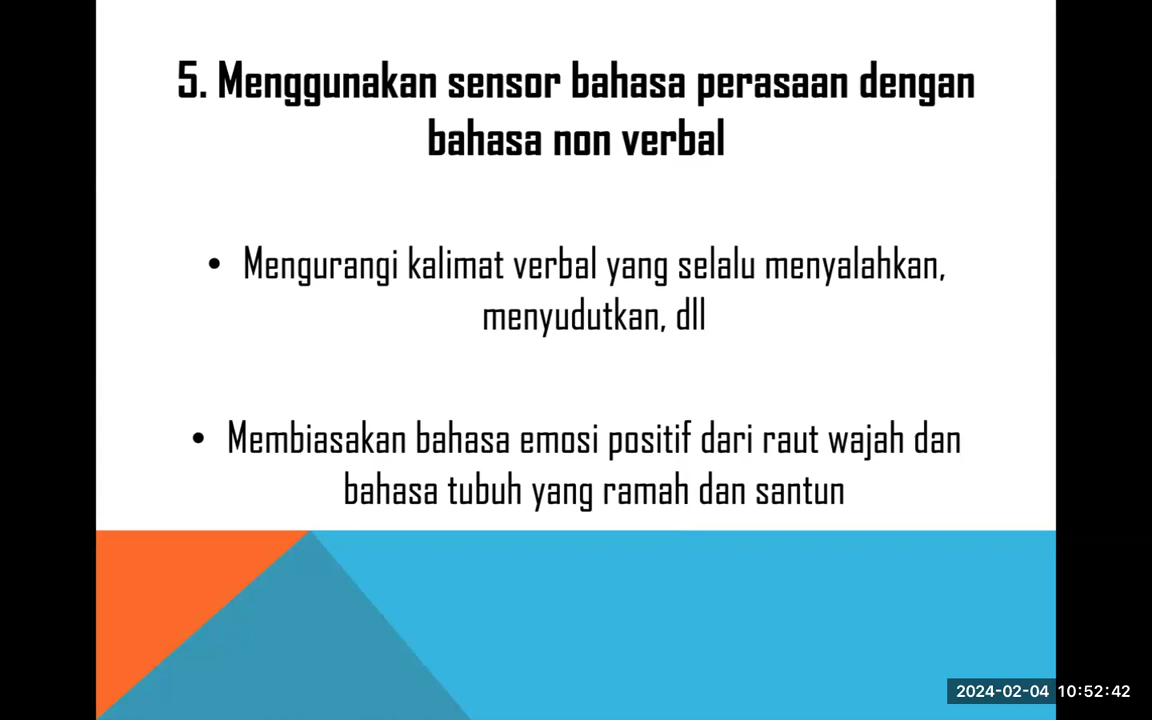 5. Menggunakan sensor bahasa perasaan dengan
bahasa non verbal
• Mengurangi kalimat verbal yang selalu menyalahkan,
menyudutkan, dll
• Membiasakan bahasa emosi positif dari raut wajah dan
bahasa tubuh yang ramah dan santun
2024-02-04 10:52:42